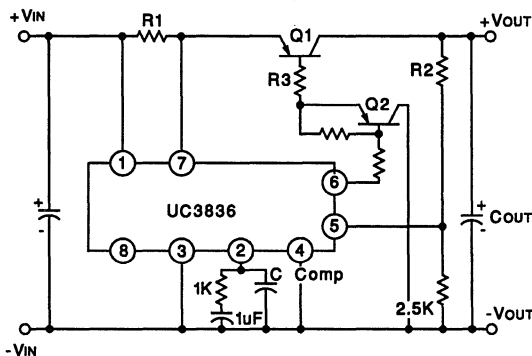 +VIN
R1
Q1
+VOUT
R3
R2
Q2
1
7
6
UC3836
5
+
-
+
-
COUT
8
3
2
4
C
Comp
1K
1uF
2.5K
-VIN
-VOUT